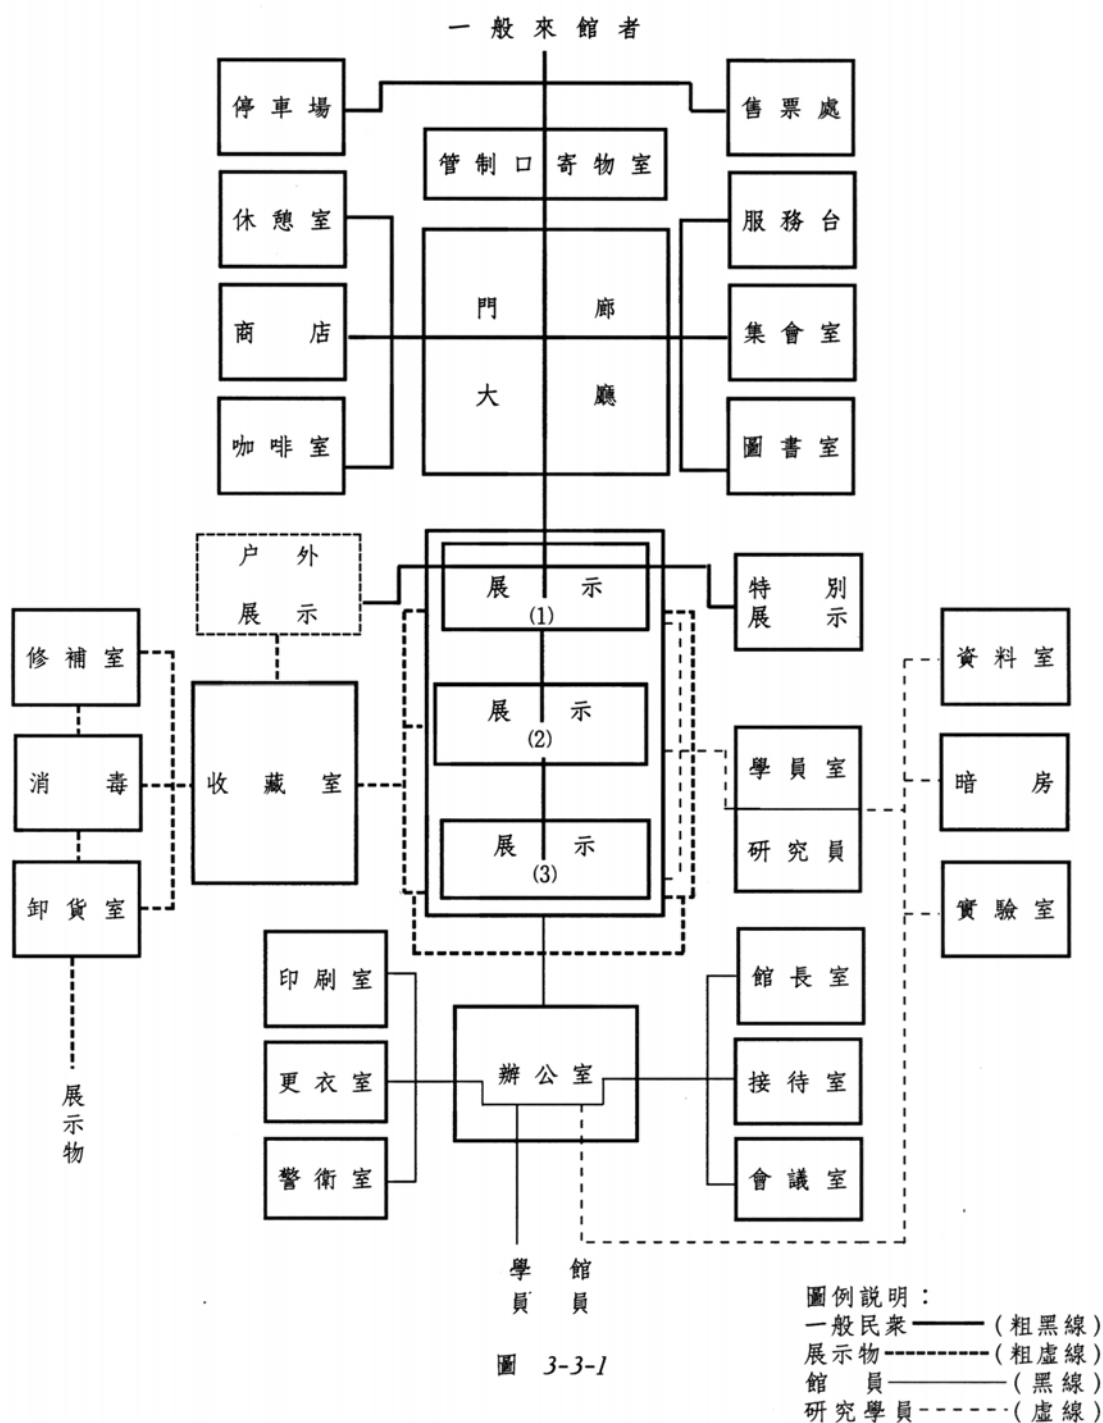 一般來館者
停車場
售票處
管制口寄物室
休憩室
服務台
門廊
商店
集會室
大廳
咖啡室
圖書室
户外
展示
展示
(1)
特別
展示
修補室
資料室
展示
(2)
學員室
消毒
收藏室
暗房
展示
(3)
研究員
卸貨室
實驗室
印刷室
館長室
辦公室
更衣室
接待室
展示物
警衛室
會議室
學員
館員
圖 3-3-1
圖例説明：
一般民衆（粗黑線）
展示物（粗虛線）
館員（黑線）
研究學員（虛線）